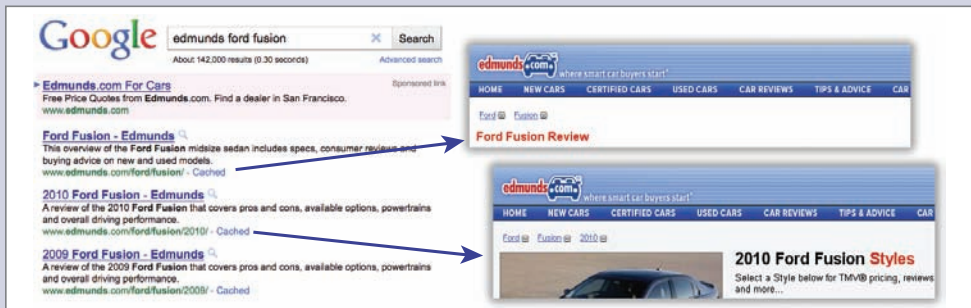 Google
edmunds ford fusion
Search
About 142,000 results (0.30 seconds)
Advanced search
Edmunds.com For Cars
Sponsored link
Free Price Quotes from Edmunds.com. Find a dealer in San Francisco.
www.edmunds.com
Ford Fusion - Edmunds
This overview of the Ford Fusion midsize sedan includes specs, consumer reviews and
buying advice on new and used models.
www.edmunds.com/ford/fusion/ - Cached
2010 Ford Fusion - Edmunds
A review of the 2010 Ford Fusion that covers pros and cons, available options, powertrains
and overall driving performance.
www.edmunds.com/ford/fusion/2010/ - Cached
2009 Ford Fusion - Edmunds
A review of the 2009 Ford Fusion that covers pros and cons, available options, powertrains
and overall driving performance.
www.edmunds.com/ford/fusion/2009/ - Cached
edmunds.com
where smart car buyers start
HOME NEW CARS CERTIFIED CARS USED CARS CAR REVIEWS TIPS & ADVICE CAR
Ford Fusion
Ford Fusion Review
edmunds.com
where smart car buyers start
HOME NEW CARS CERTIFIED CARS USED CARS CAR REVIEWS TIPS & ADVICE CAR
Ford Fusion 2010
2010 Ford Fusion Styles
Select a Style below for TMV® pricing, reviews
and more...